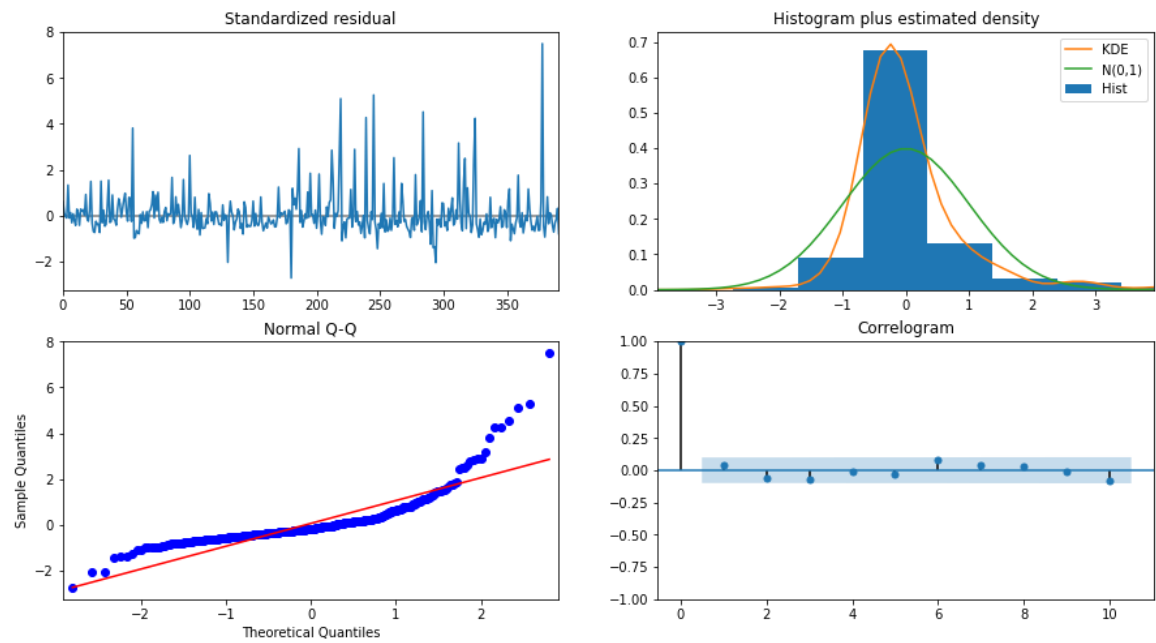 Standardized residual
8
6
4
2
0
−2
0 50 100 150 200 250 300 350
Histogram plus estimated density
0.7
0.6
0.5
0.4
0.3
0.2
0.1
0.0
KDE
N(0,1)
Hist
−3 −2 −1 0 1 2 3
Normal Q-Q
Sample Quantiles
8
6
4
2
0
−2
−2 −1 0 1 2
Theoretical Quantiles
Correlogram
1.00
0.75
0.50
0.25
0.00
−0.25
−0.50
−0.75
−1.00
0 2 4 6 8 10